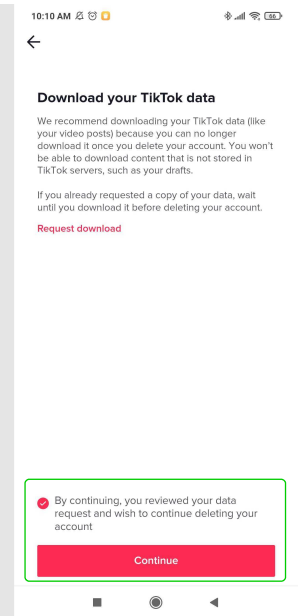 10:10 AM
66
Download your TikTok data
We recommend downloading your TikTok data (like
your video posts) because you can no longer
download it once you delete your account. You won't
be able to download content that is not stored in
TikTok servers, such as your drafts.
If you already requested a copy of your data, wait
until you download it before deleting your account.
Request download
By continuing, you reviewed your data
request and wish to continue deleting your
account
Continue